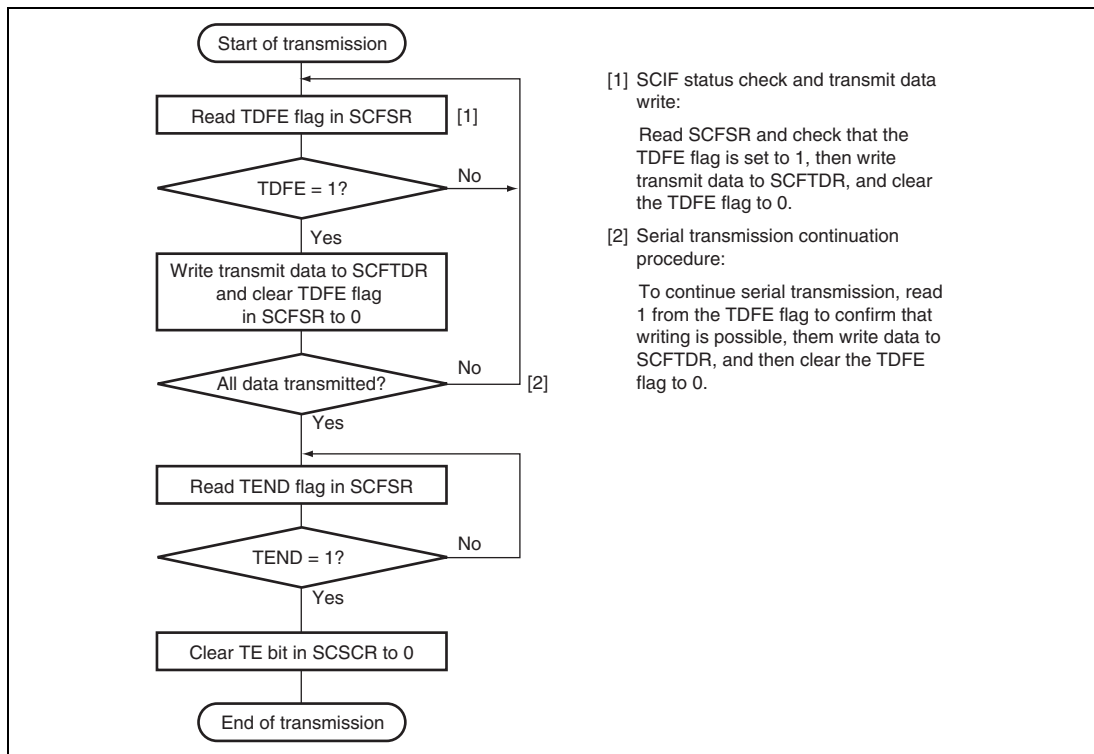 Start of transmission
Read TDFE flag in SCFSR
[1]
TDFE = 1?
No
Yes
Write transmit data to SCFTDR
and clear TDFE flag
in SCFSR to 0
All data transmitted?
No
[2]
Yes
Read TEND flag in SCFSR
TEND = 1?
No
Yes
Clear TE bit in SCSCR to 0
End of transmission
[1] SCIF status check and transmit data
write:
Read SCFSR and check that the
TDFE flag is set to 1, then write
transmit data to SCFTDR, and clear
the TDFE flag to 0.
[2] Serial transmission continuation
procedure:
To continue serial transmission, read
1 from the TDFE flag to confirm that
writing is possible, them write data to
SCFTDR, and then clear the TDFE
flag to 0.